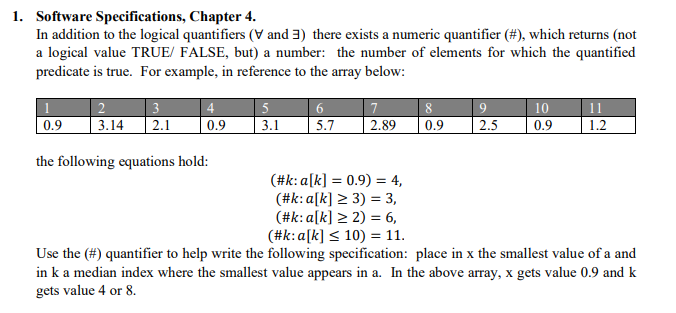 1. Software Specifications, Chapter 4.
In addition to the logical quantifiers (∀ and ∃) there exists a numeric quantifier (#), which returns (not
a logical value TRUE/ FALSE, but) a number: the number of elements for which the quantified
predicate is true. For example, in reference to the array below:
1 2 3 4 5 6 7 8 9 10 11
0.9 3.14 2.1 0.9 3.1 5.7 2.89 0.9 2.5 0.9 1.2
the following equations hold:
(#k: a[k] = 0.9) = 4,
(#k: a[k] ≥ 3) = 3,
(#k: a[k] ≥ 2) = 6,
(#k: a[k] ≤ 10) = 11.
Use the (#) quantifier to help write the following specification: place in x the smallest value of a and
in k a median index where the smallest value appears in a. In the above array, x gets value 0.9 and k
gets value 4 or 8.